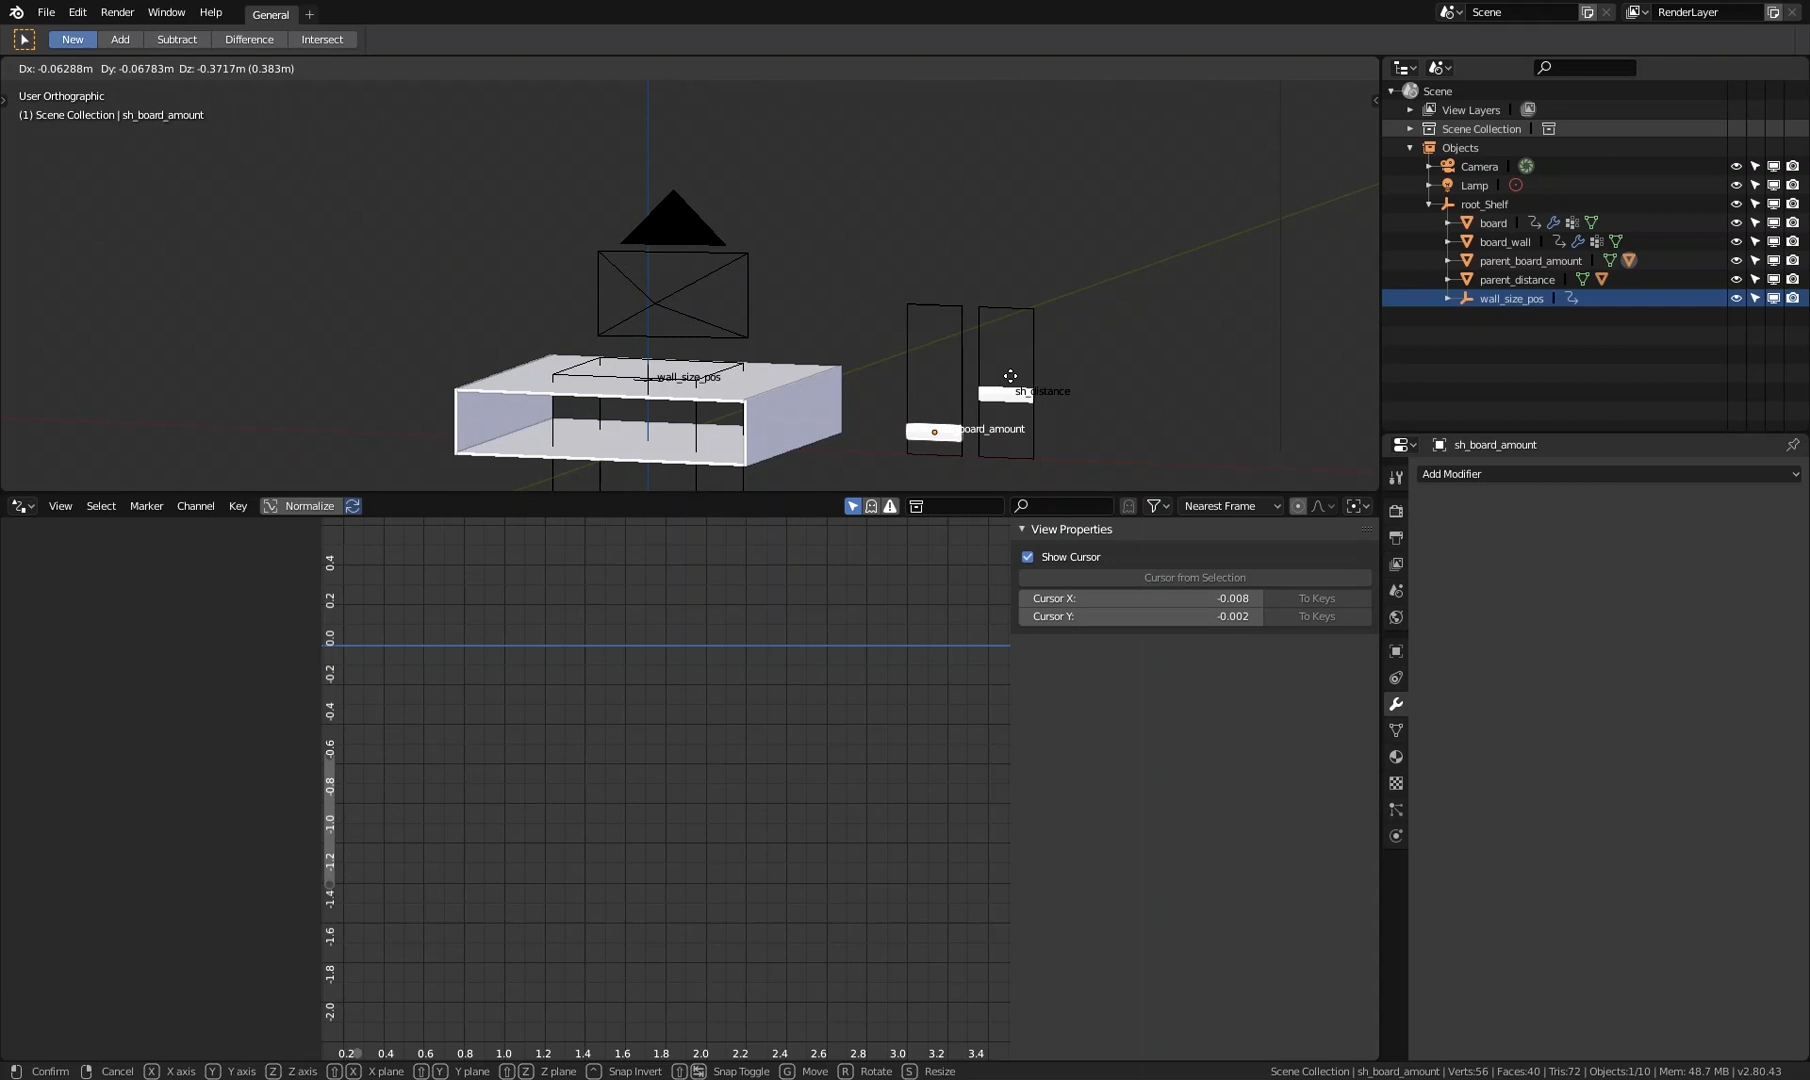 File Edit Render Window Help General +
Scene RenderLayer
New Add Subtract Difference Intersect
Dx: -0.06288m Dy: -0.06783m Dz: -0.3717m (0.383m)
User Orthographic
(1) Scene Collection | sh_board_amount
Scene
View Layers
Scene Collection
Objects
Camera
Lamp
root_Shelf
board
board_wall
parent_board_amount
parent_distance
wall_size_pos
wall_size_pos
sh_distance
board_amount
sh_board_amount
Add Modifier
View Select Marker Channel Key Normalize Nearest Frame
View Properties
Show Cursor
Cursor from Selection
Cursor X: -0.008 To Keys
Cursor Y: -0.002 To Keys
0.4
0.2
0.0
-0.2
-0.4
-0.6
-0.8
-1.0
-1.2
-1.4
-1.6
-1.8
-2.0
0.2 0.4 0.6 0.8 1.0 1.2 1.4 1.6 1.8 2.0 2.2 2.4 2.6 2.8 3.0 3.2 3.4
Confirm Cancel X X axis Y Y axis Z Z axis X X plane Y Y plane Z Z plane Snap Invert Snap Toggle G Move R Rotate S Resize
Scene Collection | sh_board_amount | Verts:56 | Faces:40 | Tris:72 | Objects:1/10 | Mem: 48.7 MB | v2.80.43